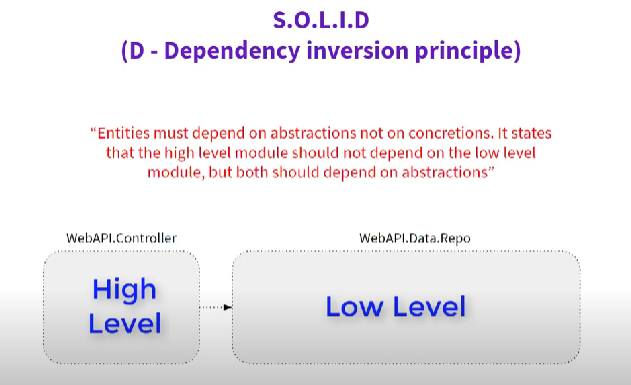 S.O.L.I.D
(D - Dependency inversion principle)
“Entities must depend on abstractions not on concretions. It states
that the high level module should not depend on the low level
module, but both should depend on abstractions”
WebAPI.Controller
WebAPI.Data.Repo
High
Level
Low Level